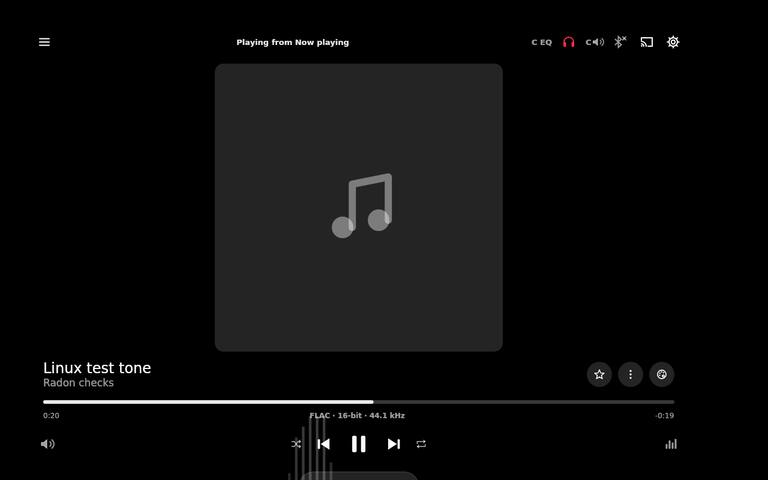 Playing from Now playing
C EQ
C
Linux test tone
Radon checks
0:20
FLAC · 16-bit · 44.1 kHz
-0:19